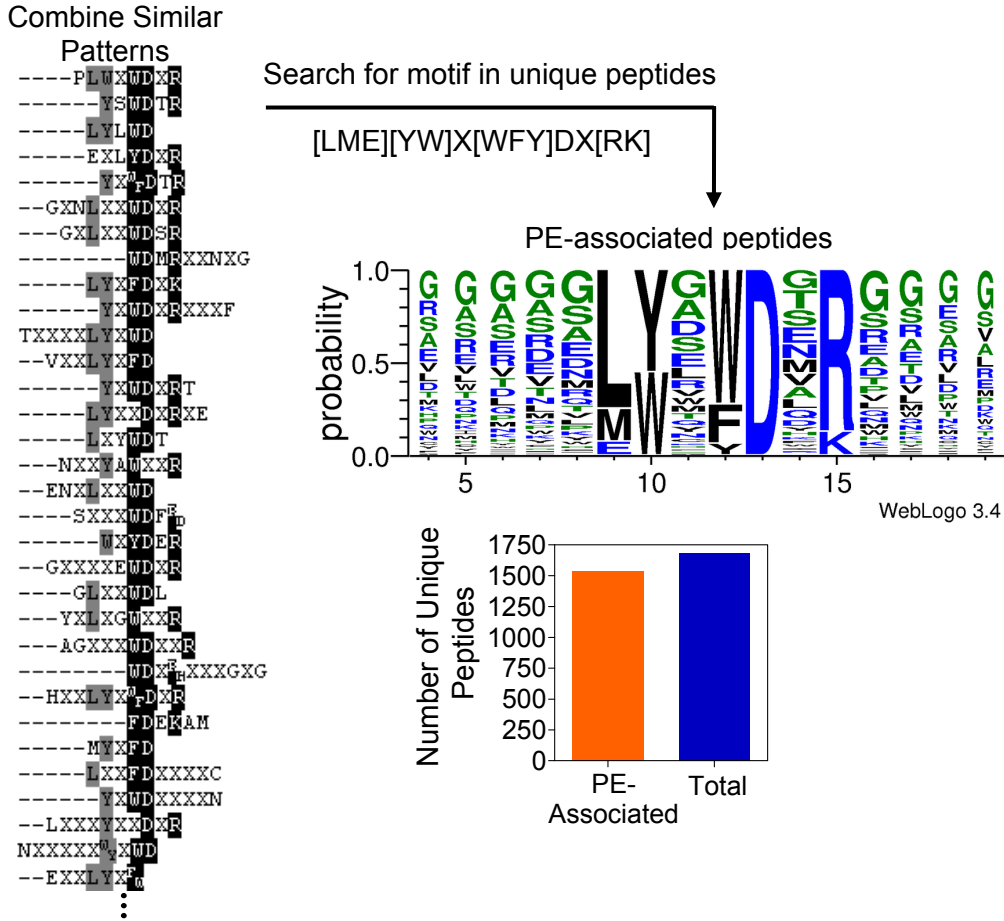 Combine Similar
Patterns
----PLWXWDXR
------YSWDTR
-----LYLWD
-----EXLYDXR
------YXWFDTR
--GXNLXXWDXR
---GXLXXWDSR
--------WDMRXXNXG
-----LYXFDXK
------YXWDXRXXXF
TXXXXLYXWD
--VXXLYXFD
------YXWDXRT
-----LYXXDXRXE
-----LXYWDT
---NXXYAWXXR
--ENXLXXWD
----SXXXWDFRD
------WXYDER
--GXXXXEWDXR
----GLXXWDL
---YXLXGWXXR
---AGXXXWDXXR
--------WDXRHXXXGXG
--HXXLYXWFDXR
--------FDEKAM
-----MYXFD
-----LXXFDXXXXC
------YXWDXXXXN
--LXXXYXXDXR
NXXXXXWYXWD
--EXXLYXFW
Search for motif in unique peptides
[LME][YW]X[WFY]DX[RK]
PE-associated peptides
probability
1.0
0.5
0.0
5
10
15
WebLogo 3.4
Number of Unique
Peptides
1750
1500
1250
1000
750
500
250
0
PE-
Associated
Total